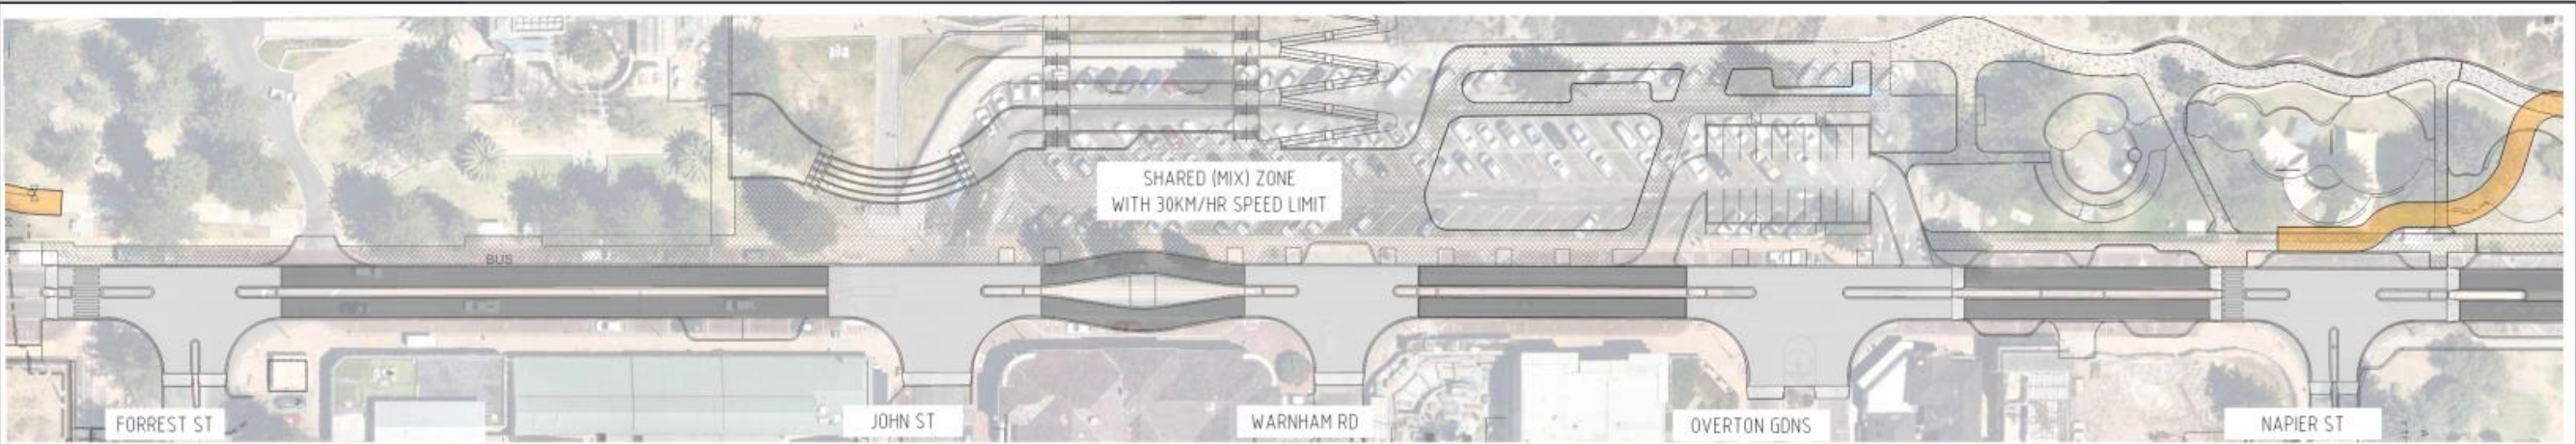 SHARED (MIX) ZONE
WITH 30KM/HR SPEED LIMIT
BUS
FORREST ST
JOHN ST
WARNHAM RD
OVERTON GDNS
NAPIER ST